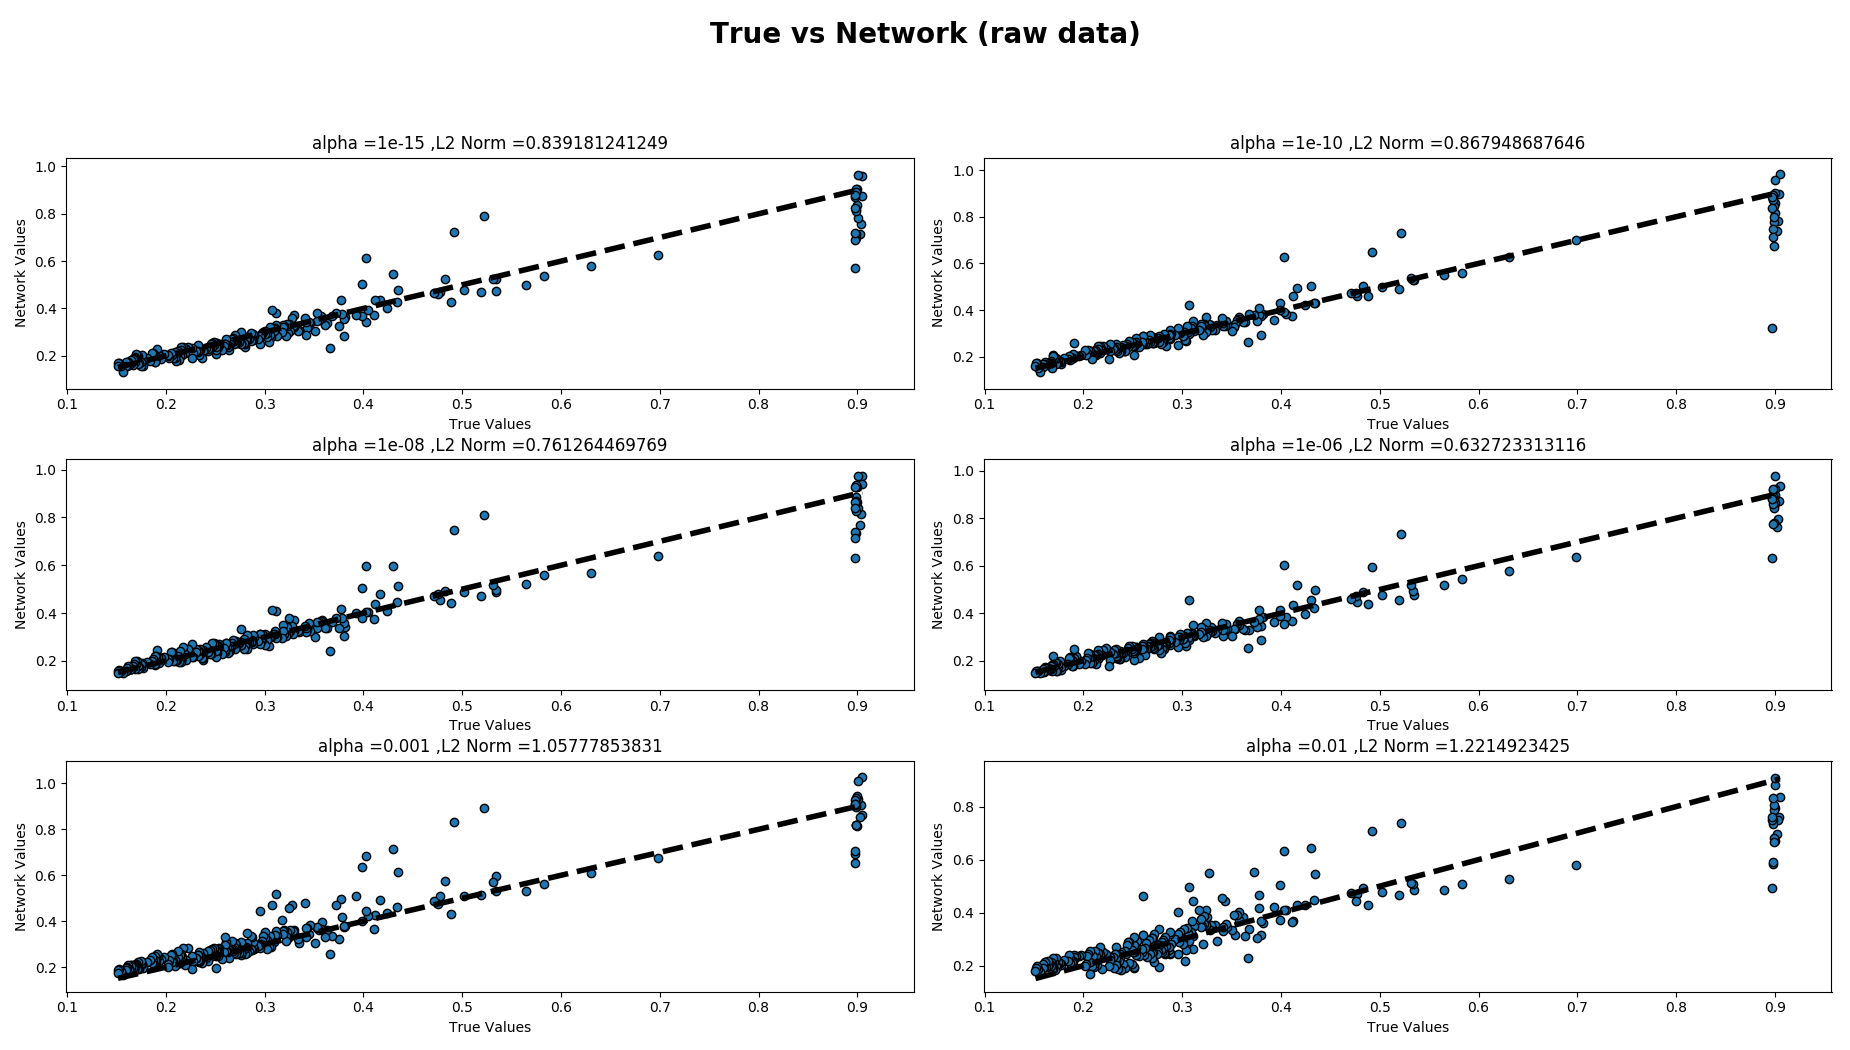 True vs Network (raw data)
alpha =1e-15 ,L2 Norm =0.839181241249
Network Values
1.0
0.8
0.6
0.4
0.2
0.1 0.2 0.3 0.4 0.5 0.6 0.7 0.8 0.9
True Values
alpha =1e-10 ,L2 Norm =0.867948687646
Network Values
1.0
0.8
0.6
0.4
0.2
0.1 0.2 0.3 0.4 0.5 0.6 0.7 0.8 0.9
True Values
alpha =1e-08 ,L2 Norm =0.761264469769
Network Values
1.0
0.8
0.6
0.4
0.2
0.1 0.2 0.3 0.4 0.5 0.6 0.7 0.8 0.9
True Values
alpha =1e-06 ,L2 Norm =0.632723313116
Network Values
1.0
0.8
0.6
0.4
0.2
0.1 0.2 0.3 0.4 0.5 0.6 0.7 0.8 0.9
True Values
alpha =0.001 ,L2 Norm =1.05777853831
Network Values
1.0
0.8
0.6
0.4
0.2
0.1 0.2 0.3 0.4 0.5 0.6 0.7 0.8 0.9
True Values
alpha =0.01 ,L2 Norm =1.2214923425
Network Values
0.8
0.6
0.4
0.2
0.1 0.2 0.3 0.4 0.5 0.6 0.7 0.8 0.9
True Values